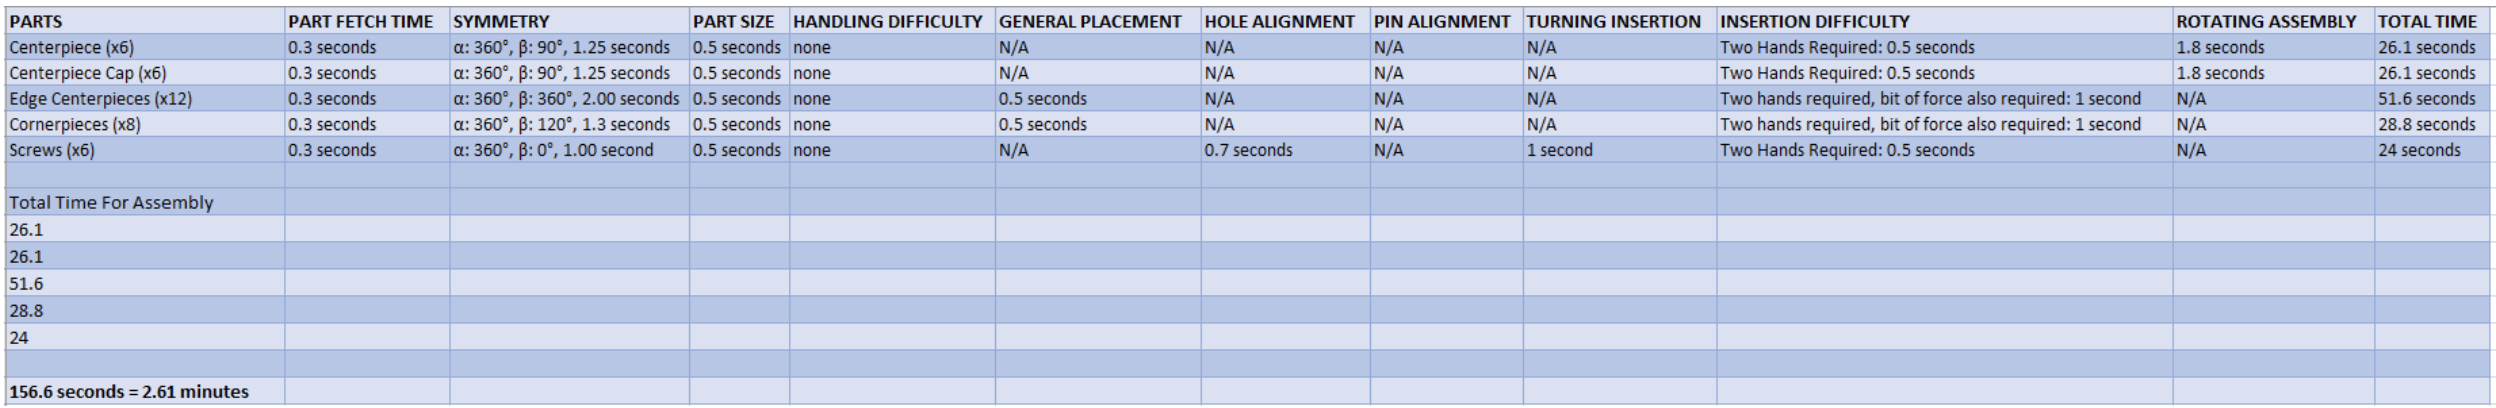 PARTS PART FETCH TIME SYMMETRY PART SIZE HANDLING DIFFICULTY GENERAL PLACEMENT HOLE ALIGNMENT PIN ALIGNMENT TURNING INSERTION INSERTION DIFFICULTY ROTATING ASSEMBLY TOTAL TIME
Centerpiece (x6) 0.3 seconds α: 360°, β: 90°, 1.25 seconds 0.5 seconds none N/A N/A N/A N/A Two Hands Required: 0.5 seconds 1.8 seconds 26.1 seconds
Centerpiece Cap (x6) 0.3 seconds α: 360°, β: 90°, 1.25 seconds 0.5 seconds none N/A N/A N/A N/A Two Hands Required: 0.5 seconds 1.8 seconds 26.1 seconds
Edge Centerpieces (x12) 0.3 seconds α: 360°, β: 360°, 2.00 seconds 0.5 seconds none 0.5 seconds N/A N/A N/A Two hands required, bit of force also required: 1 second N/A 51.6 seconds
Cornerpieces (x8) 0.3 seconds α: 360°, β: 120°, 1.3 seconds 0.5 seconds none 0.5 seconds N/A N/A N/A Two hands required, bit of force also required: 1 second N/A 28.8 seconds
Screws (x6) 0.3 seconds α: 360°, β: 0°, 1.00 second 0.5 seconds none N/A 0.7 seconds N/A 1 second Two Hands Required: 0.5 seconds N/A 24 seconds
Total Time For Assembly
26.1
26.1
51.6
28.8
24
156.6 seconds = 2.61 minutes